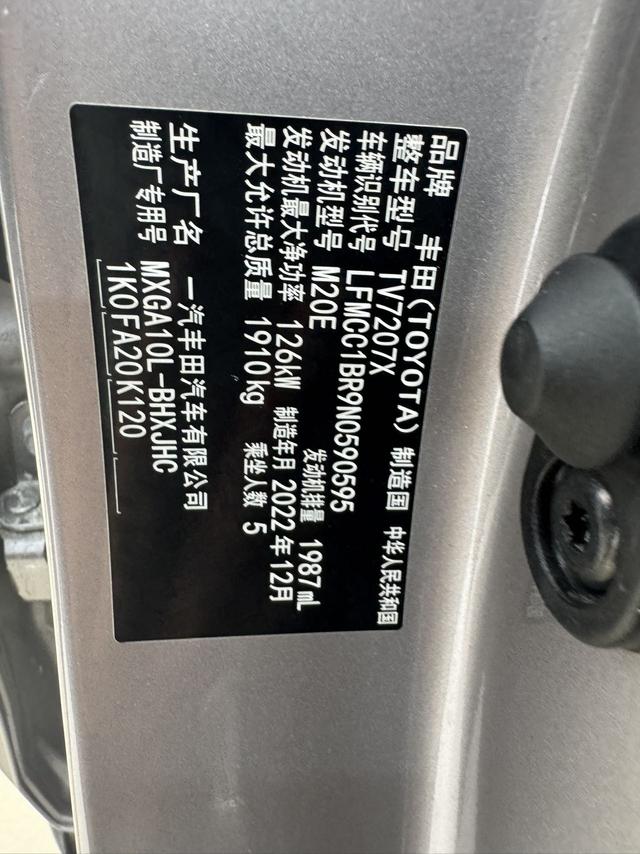 品牌 丰田(TOYOTA) 制造国 中华人民共和国
整车型号 TV7207X
车辆识别代号 LFMCC1BR9N0590595
发动机型号 M20E 发动机排量 1987mL
发动机最大净功率 126kW 制造年月 2022年12月
最大允许总质量 1910kg 乘坐人数 5
生产厂名 一汽丰田汽车有限公司
制造厂专用号 MXGA10L-BHXJHC
1K0FA20K120